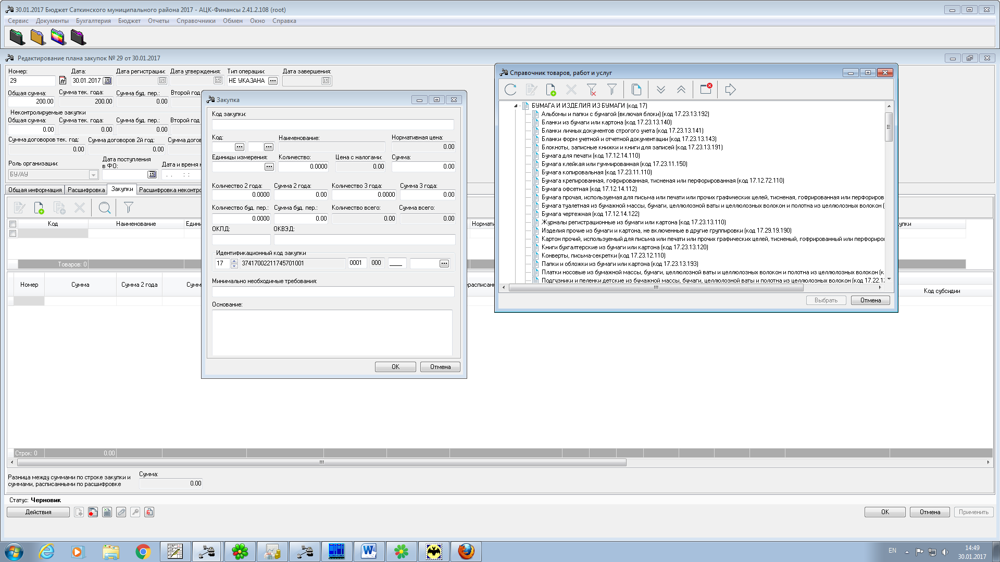 30.01.2017 Бюджет Саткинского муниципального района 2017 - АЦК-Финансы 2.41.2.108 (root)
Сервис Документы Бухгалтерия Бюджет Отчеты Справочники Обмен Окно Справка
Редактирование плана закупок № 29 от 30.01.2017
Номер: Дата: Дата регистрации: Дата утверждения: Тип операции: Дата завершения:
29 30.01.2017 15 15 15 НЕ УКАЗАНА ... 15
Общая сумма: Сумма тек. года: Сумма буд. пер.: Второй год
200.00 200.00 0.00
Неконтролируемые закупки
Общая сумма: Сумма тек. года: Сумма буд. пер.: Второй год
0.00 0.00 0.00
Сумма договоров тек. год: Сумма договоров 2й год: Сумма дого
0.00 0.00
Роль организации: Дата поступления в ФО: Дата и время
БУ/АУ 15 . . : :
Общая информация Расшифровка Закупки Расшифровка неконтро
Код Наименование Един Нормати пки
Товаров: 0
Номер Сумма Сумма 2 года Сумм ерасписанн Код субсидии
Строк: 0 0.00
Разница между суммами по строке закупки и
суммами, расписанными по расшифровке
Сумма:
0.00
Статус: Черновик
Действия
OK Отмена Применить
Закупка
Код закупки:
Код: Наименование: Нормативная цена:
... ... 0.00
Единицы измерения: Количество: Цена с налогами: Сумма:
... 0.0000 0.00 0.00
Количество 2 года: Сумма 2 года: Количество 3 года: Сумма 3 года:
0.0000 0.00 0.0000 0.00
Количество буд. пер.: Сумма буд. пер.: Количество всего: Сумма всего:
0.0000 0.00 0.00 0.00
ОКПД: ОКВЭД:
Идентификационный код закупки
17 37417002211745701001 0001 000 ____ ...
Минимально необходимые требования:
Основание:
OK Отмена
Справочник товаров, работ и услуг
БУМАГА И ИЗДЕЛИЯ ИЗ БУМАГИ (код 17)
Альбомы и папки с бумагой (включая блоки) (код 17.23.13.192)
Бланки из бумаги или картона (код 17.23.13.140)
Бланки личных документов строгого учета (код 17.23.13.141)
Бланки форм учетной и отчетной документации (код 17.23.13.143)
Блокноты, записные книжки и книги для записей (код 17.23.13.191)
Бумага для печати (код 17.12.14.110)
Бумага клейкая или гуммированная (код 17.23.11.150)
Бумага копировальная (код 17.23.11.110)
Бумага крепированная, гофрированная, тисненая или перфорированная (код 17.12.72.110)
Бумага офсетная (код 17.12.14.112)
Бумага прочая, используемая для письма или печати или прочих графических целей, тисненая, гофрированная или перфориров
Бумага туалетная из бумажной массы, бумаги, целлюлозной ваты и целлюлозных волокон и полотна из целлюлозных волокон (
Бумага чертежная (код 17.12.14.122)
Журналы регистрационные из бумаги или картона (код 17.23.13.110)
Изделия прочие из бумаги и картона, не включенные в другие группировки (код 17.29.19.190)
Картон прочий, используемый для письма или печати или прочих графических целей, тисненый, гофрированный или перфориро
Книги бухгалтерские из бумаги или картона (код 17.23.13.120)
Конверты, письма-секретки (код 17.23.12.110)
Папки и обложки из бумаги или картона (код 17.23.13.193)
Платки носовые из бумажной массы, бумаги, целлюлозной ваты и целлюлозных волокон и полотна из целлюлозных волокон (к
Подгузники и пеленки детские из бумажной массы, бумаги, целлюлозной ваты и полотна из целлюлозных волокон (код 17.22.1
Выбрать Отмена
EN 14:49
30.01.2017